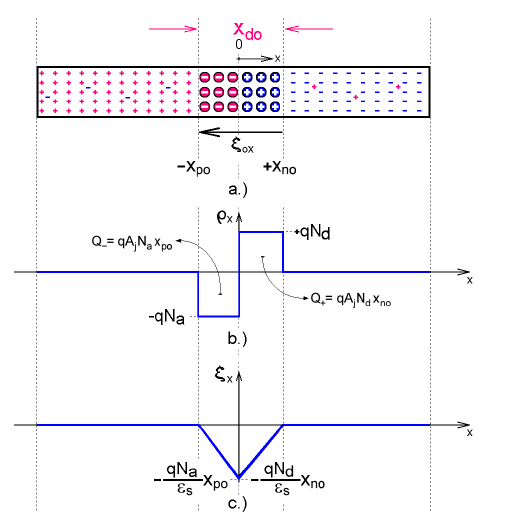 x_do
0
x
ξ_ox
-x_po
+x_no
a.)
ρ_x
+qN_d
Q_-= qA_jN_a x_po
Q_+= qA_jN_d x_no
x
-qN_a
b.)
ξ_x
x
-qN_a/ε_s x_po
-qN_d/ε_s x_no
c.)